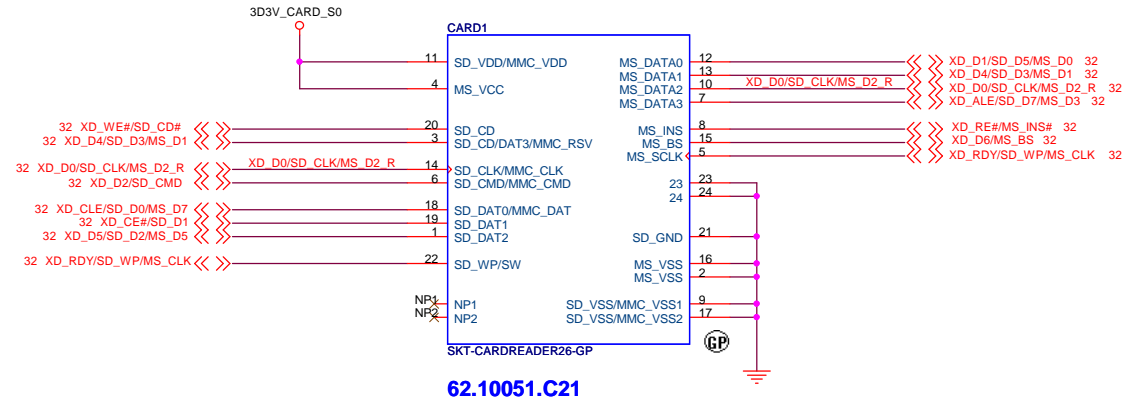 3D3V_CARD_S0
CARD1
11 SD_VDD/MMC_VDD
4 MS_VCC
32 XD_WE#/SD_CD# 20 SD_CD
32 XD_D4/SD_D3/MS_D1 3 SD_CD/DAT3/MMC_RSV
32 XD_D0/SD_CLK/MS_D2_R XD_D0/SD_CLK/MS_D2_R 14 SD_CLK/MMC_CLK
32 XD_D2/SD_CMD 6 SD_CMD/MMC_CMD
32 XD_CLE/SD_D0/MS_D7 18 SD_DAT0/MMC_DAT
32 XD_CE#/SD_D1 19 SD_DAT1
32 XD_D5/SD_D2/MS_D5 1 SD_DAT2
32 XD_RDY/SD_WP/MS_CLK 22 SD_WP/SW
NP1 NP1
NP2 NP2
MS_DATA0 12 XD_D1/SD_D5/MS_D0 32
MS_DATA1 13 XD_D4/SD_D3/MS_D1 32
MS_DATA2 10 XD_D0/SD_CLK/MS_D2_R XD_D0/SD_CLK/MS_D2_R 32
MS_DATA3 7 XD_ALE/SD_D7/MS_D3 32
MS_INS 8 XD_RE#/MS_INS# 32
MS_BS 15 XD_D6/MS_BS 32
MS_SCLK 5 XD_RDY/SD_WP/MS_CLK 32
23 23
24 24
SD_GND 21
MS_VSS 16
MS_VSS 2
SD_VSS/MMC_VSS1 9
SD_VSS/MMC_VSS2 17
GP
SKT-CARDREADER26-GP
62.10051.C21